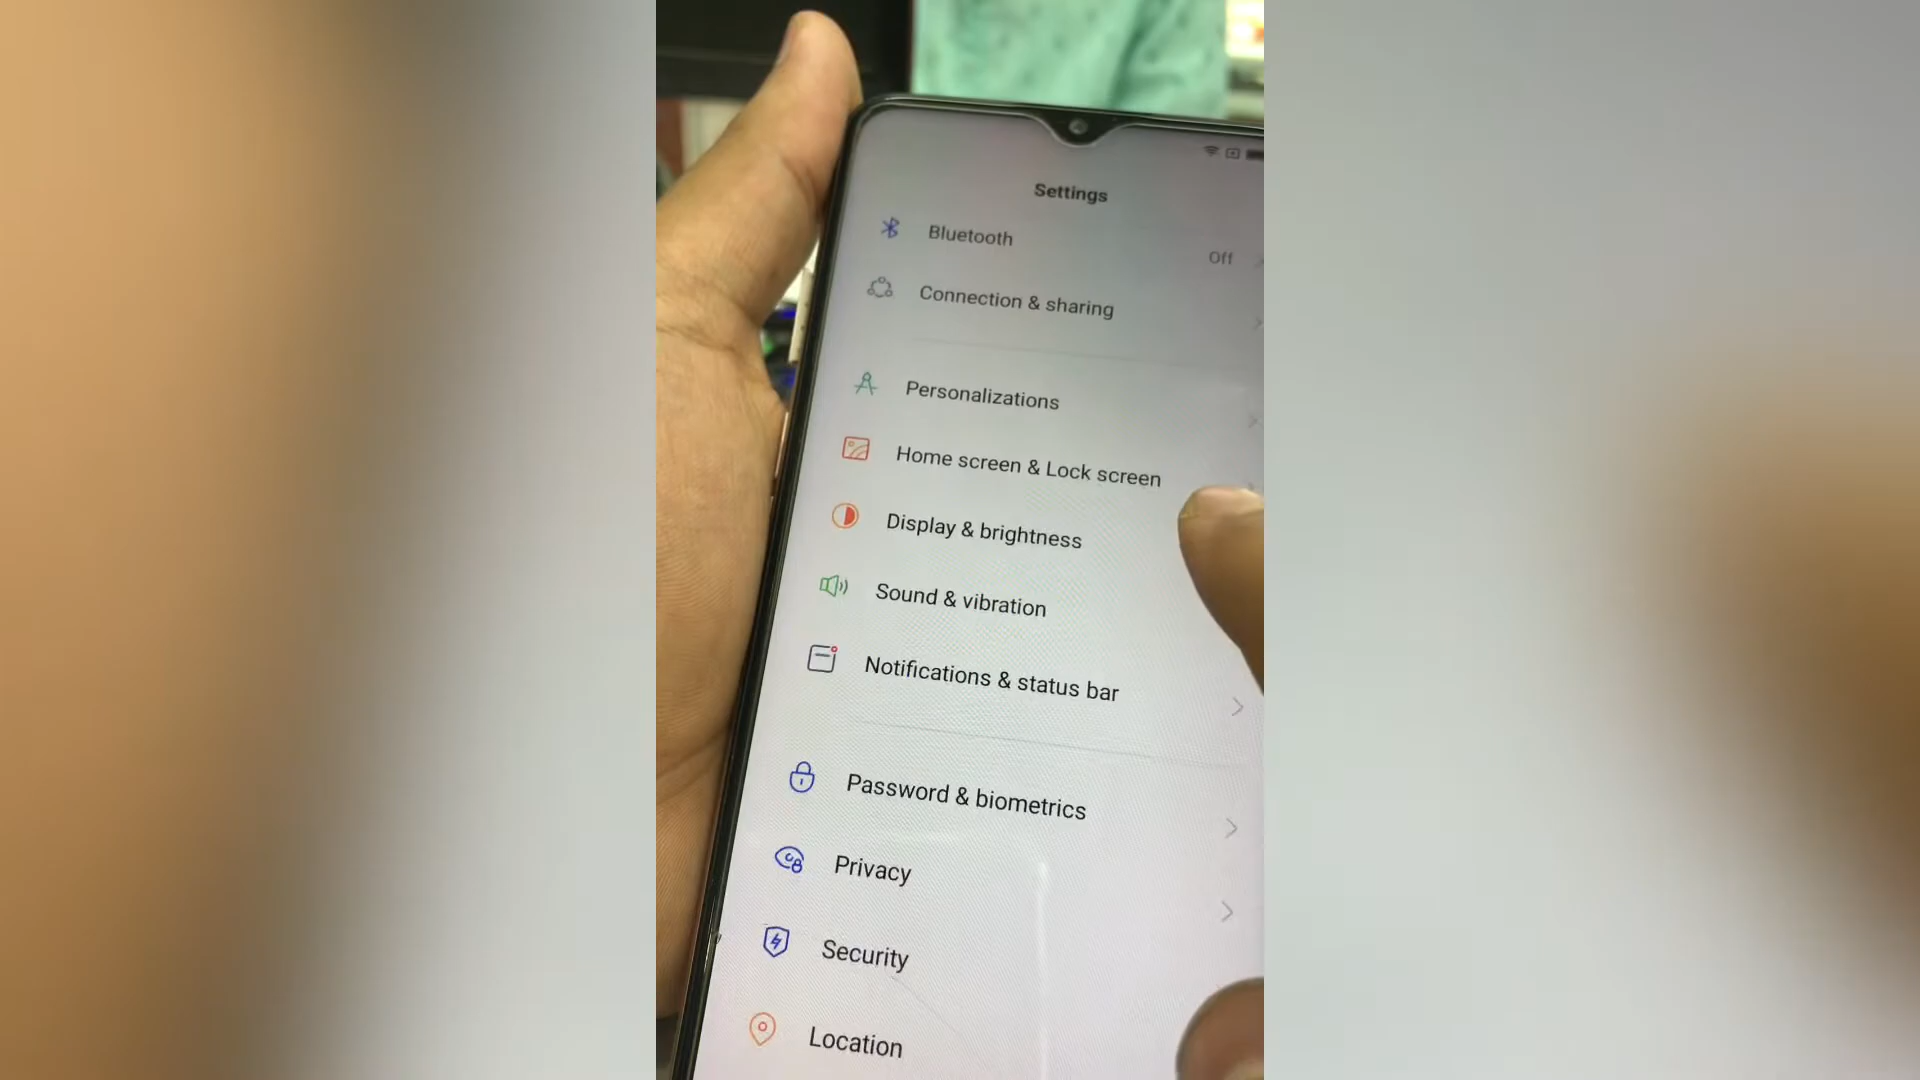 Settings
Bluetooth
Off
Connection & sharing
Personalizations
Home screen & Lock screen
Display & brightness
Sound & vibration
Notifications & status bar
Password & biometrics
Privacy
Security
Location